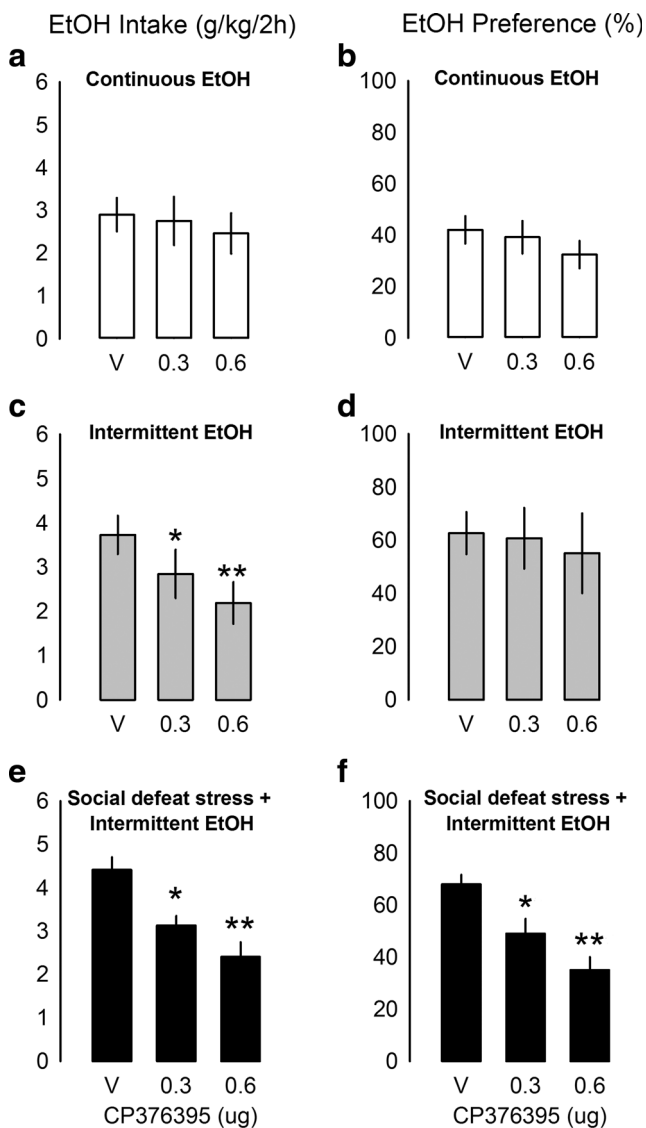 EtOH Intake (g/kg/2h)
EtOH Preference (%)
a
Continuous EtOH
6
5
4
3
2
1
0
V 0.3 0.6
b
Continuous EtOH
100
80
60
40
20
0
V 0.3 0.6
c
Intermittent EtOH
6
5
4
3
2
1
0
*
**
V 0.3 0.6
d
Intermittent EtOH
100
80
60
40
20
0
V 0.3 0.6
e
Social defeat stress +
Intermittent EtOH
6
5
4
3
2
1
0
*
**
V 0.3 0.6
CP376395 (ug)
f
Social defeat stress +
Intermittent EtOH
100
80
60
40
20
0
*
**
V 0.3 0.6
CP376395 (ug)